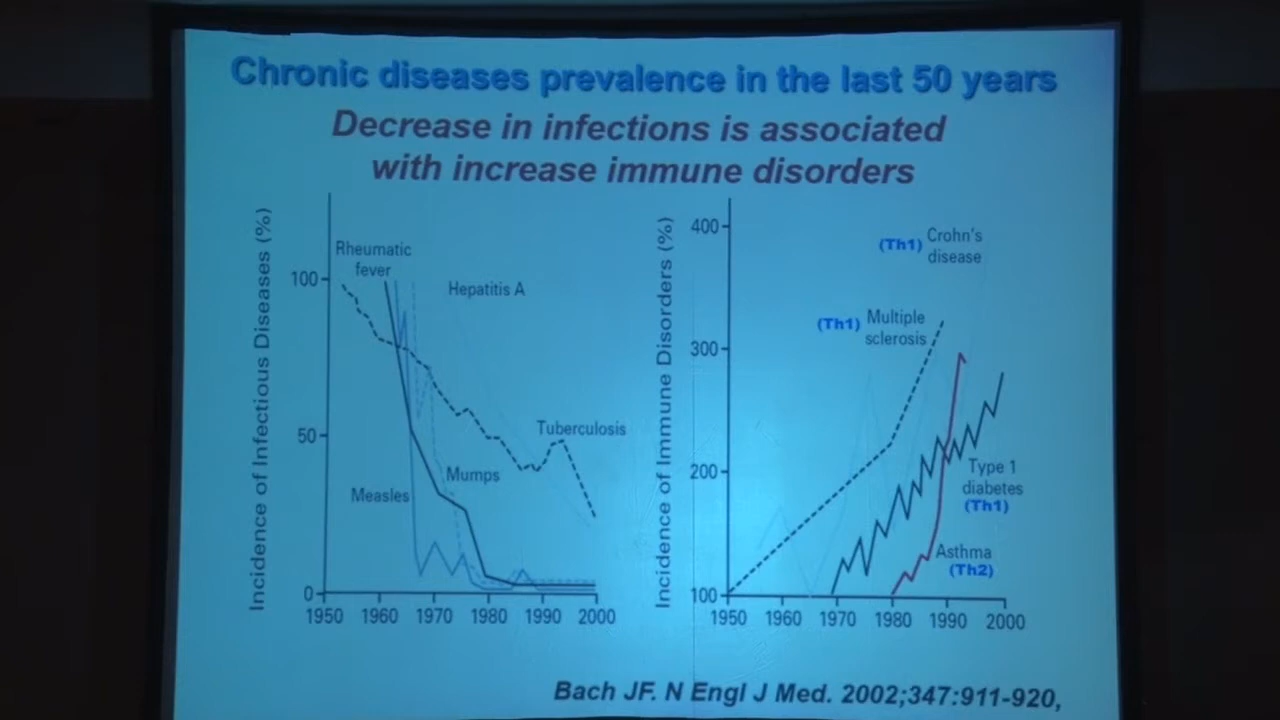 Chronic diseases prevalence in the last 50 years
Decrease in infections is associated
with increase immune disorders
Incidence of Infectious Diseases (%)
100
50
0
Rheumatic
fever
Hepatitis A
Tuberculosis
Mumps
Measles
1950 1960 1970 1980 1990 2000
Incidence of Immune Disorders (%)
400
300
200
100
(Th1) Crohn's
disease
(Th1) Multiple
sclerosis
Type 1
diabetes
(Th1)
Asthma
(Th2)
1950 1960 1970 1980 1990 2000
Bach JF. N Engl J Med. 2002;347:911-920,